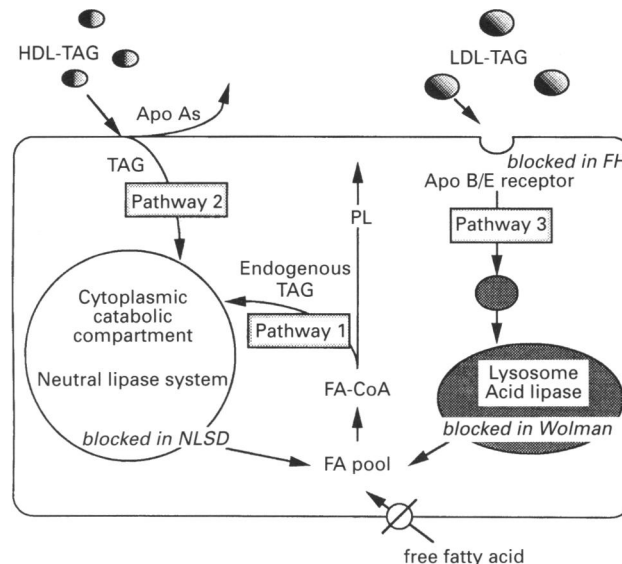 HDL-TAG
LDL-TAG
Apo As
TAG
blocked in FH
Apo B/E receptor
Pathway 2
PL
Pathway 3
Endogenous
TAG
Cytoplasmic
catabolic
compartment
Pathway 1
Neutral lipase system
FA-CoA
Lysosome
Acid lipase
blocked in NLSD
blocked in Wolman
FA pool
free fatty acid